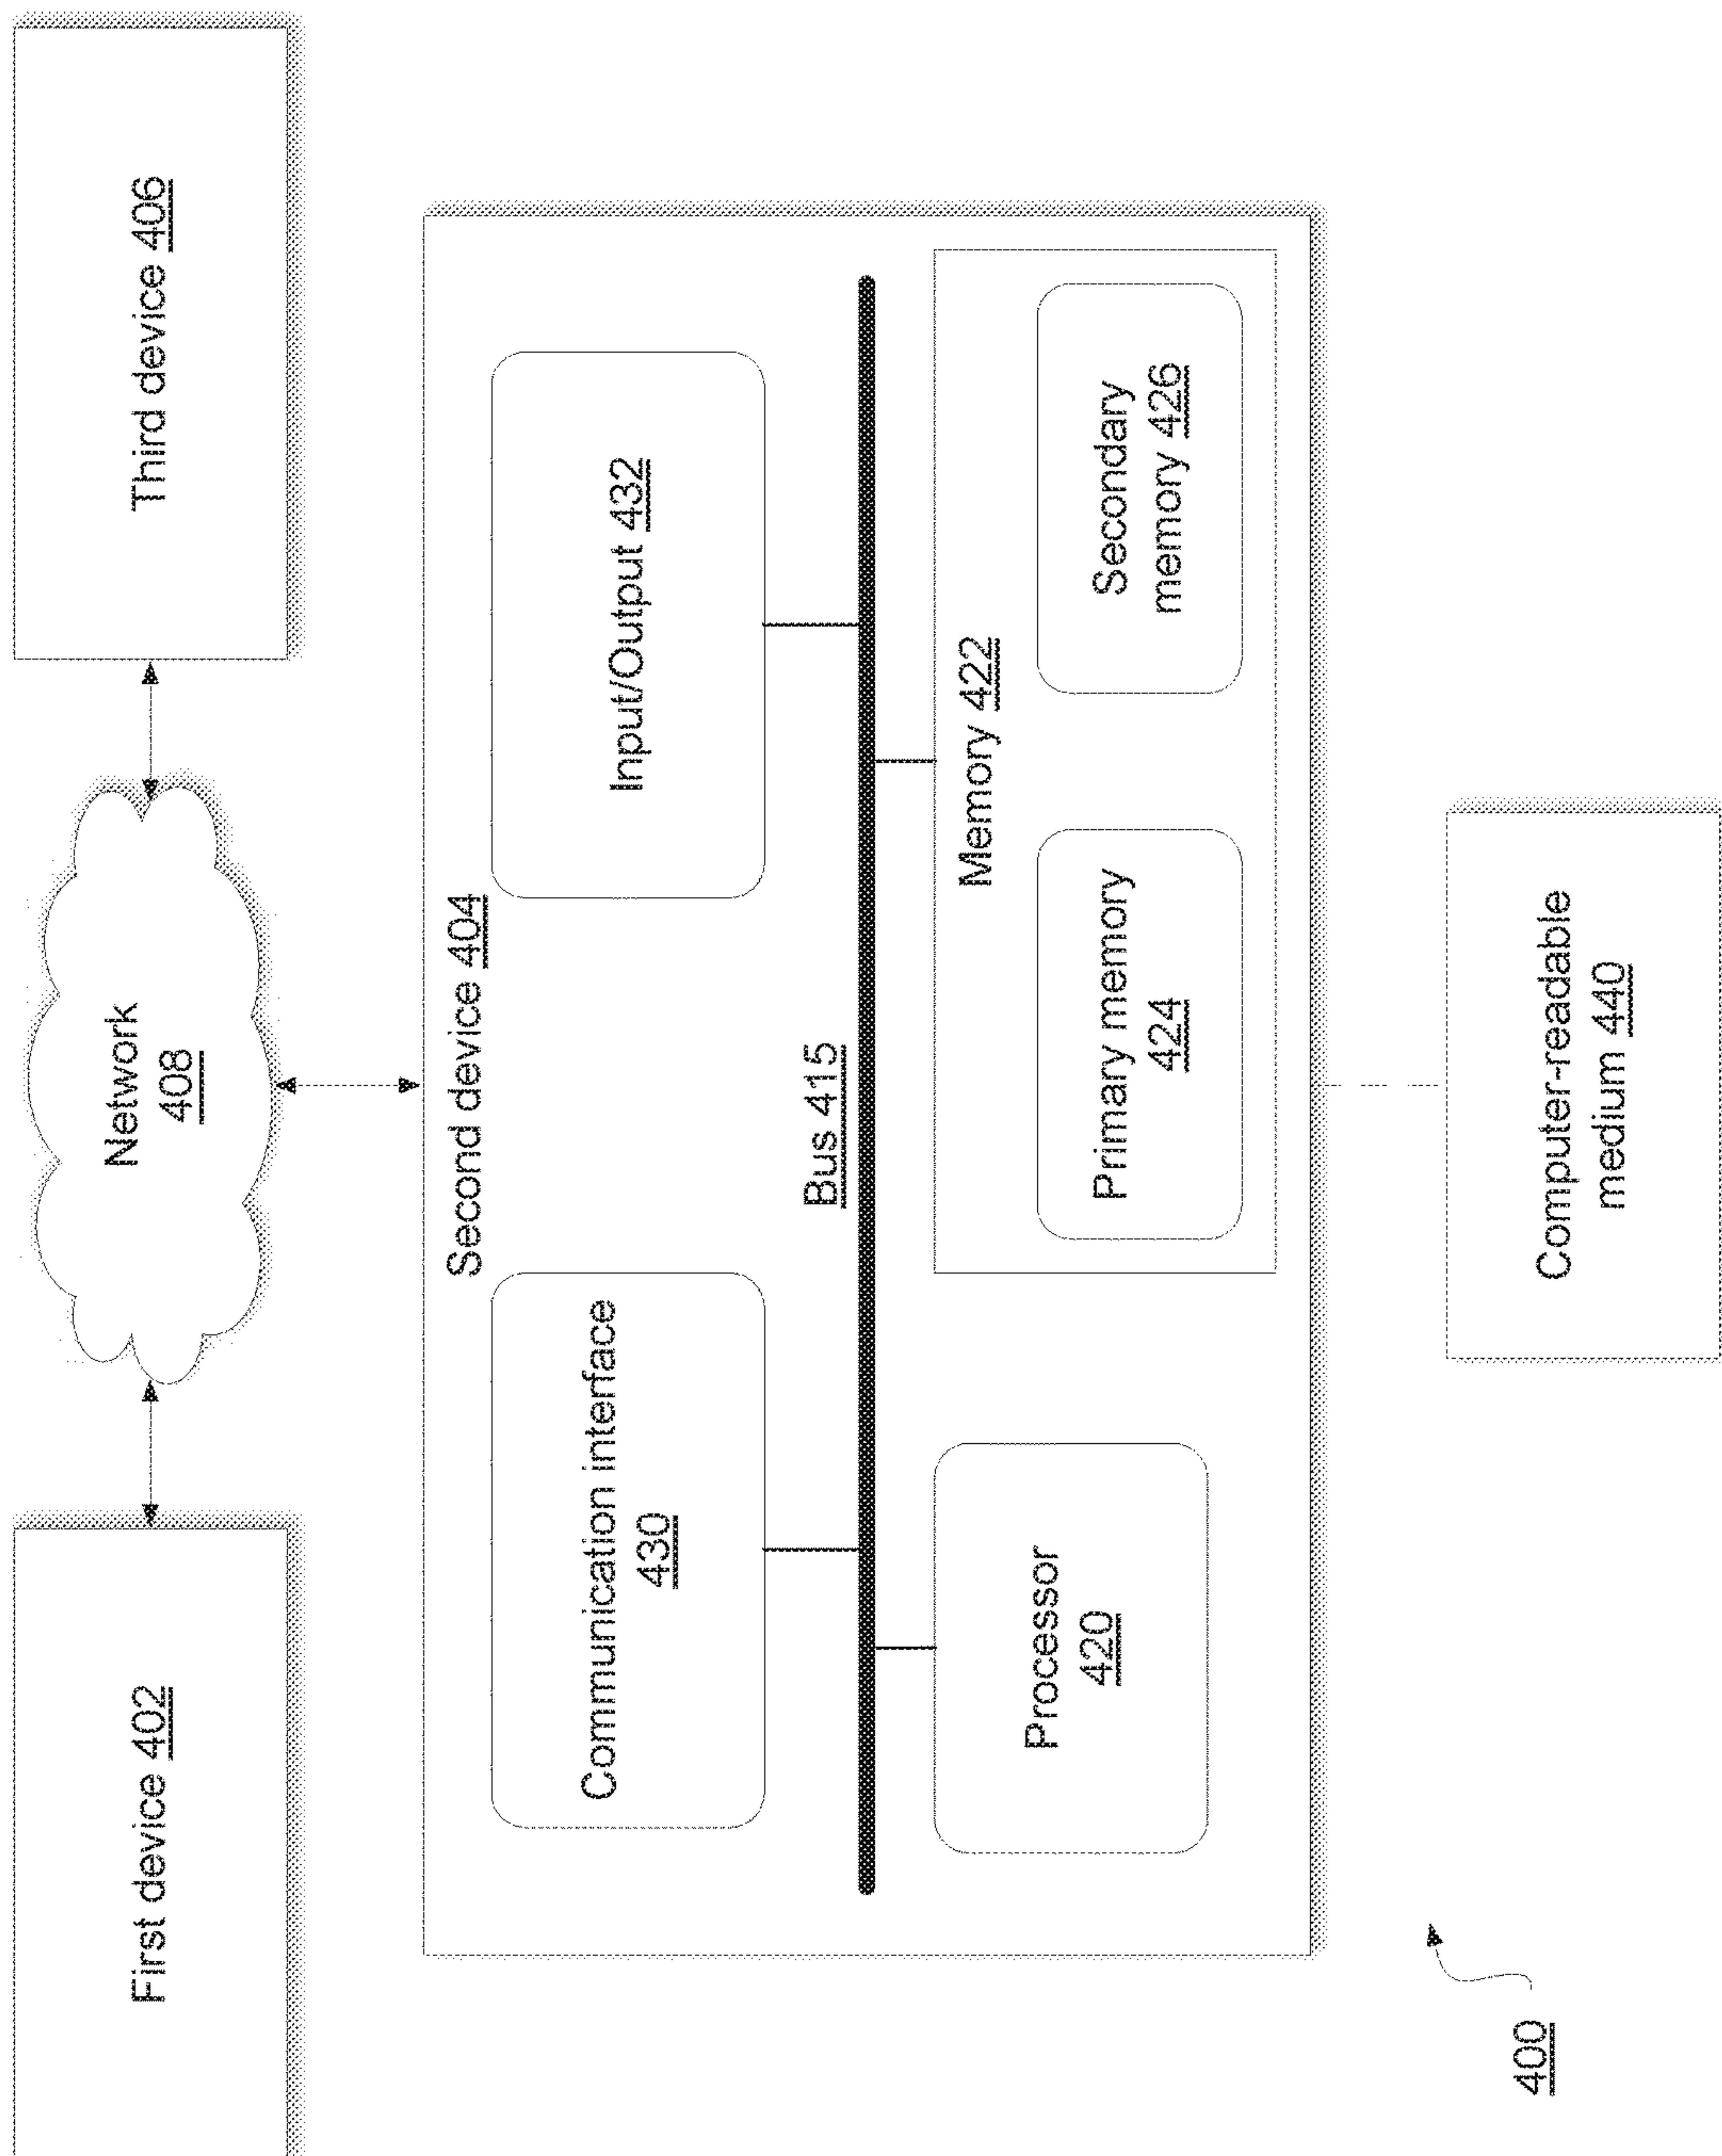 First device 402
Network
408
Third device 406
Second device 404
Communication interface
430
Input/Output 432
Bus 415
Processor
420
Memory 422
Primary memory
424
Secondary
memory 426
Computer-readable
medium 440
400